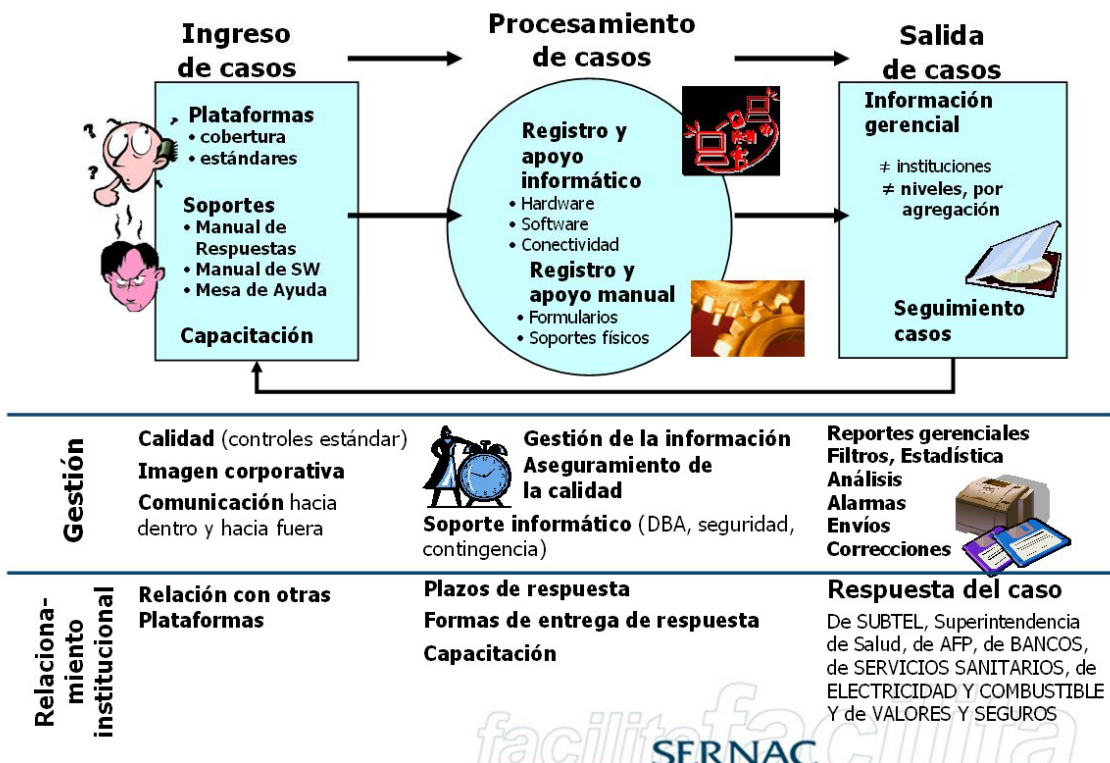 Ingreso
de casos
Procesamiento
de casos
Salida
de casos
Plataformas
• cobertura
• estándares
Soportes
• Manual de
Respuestas
• Manual de SW
• Mesa de Ayuda
Capacitación
? ? ?
Registro y
apoyo
informático
• Hardware
• Software
• Conectividad
Registro y
apoyo manual
• Formularios
• Soportes físicos
Información
gerencial
≠ instituciones
≠ niveles, por
agregación
Seguimiento
casos
Gestión
Calidad (controles estándar)
Imagen corporativa
Comunicación hacia
dentro y hacia fuera
Gestión de la información
Aseguramiento de
la calidad
Soporte informático (DBA, seguridad,
contingencia)
Reportes gerenciales
Filtros, Estadística
Análisis
Alarmas
Envíos
Correcciones
Relaciona-
miento
institucional
Relación con otras
Plataformas
Plazos de respuesta
Formas de entrega de respuesta
Capacitación
Respuesta del caso
De SUBTEL, Superintendencia
de Salud, de AFP, de BANCOS,
de SERVICIOS SANITARIOS, de
ELECTRICIDAD Y COMBUSTIBLE
Y de VALORES Y SEGUROS
facilita facilita
SERNAC